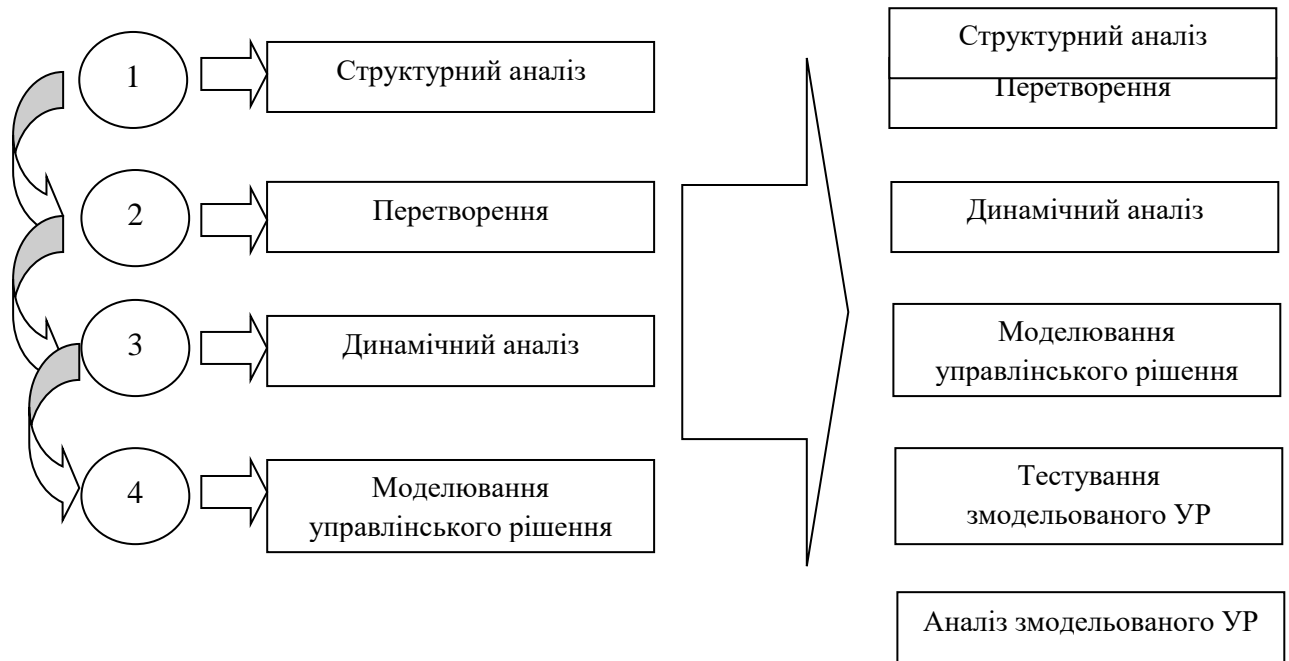 1
Структурний аналіз
2
Перетворення
3
Динамічний аналіз
4
Моделювання
управлінського рішення
Структурний аналіз
Перетворення
Динамічний аналіз
Моделювання
управлінського рішення
Тестування
змодельованого УР
Аналіз змодельованого УР